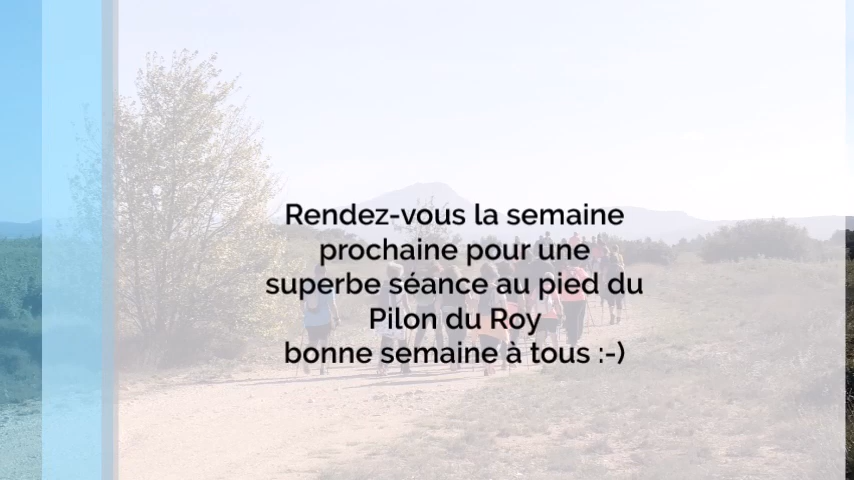 Rendez-vous la semaine
prochaine pour une
superbe séance au pied du
Pilon du Roy
bonne semaine à tous :-)